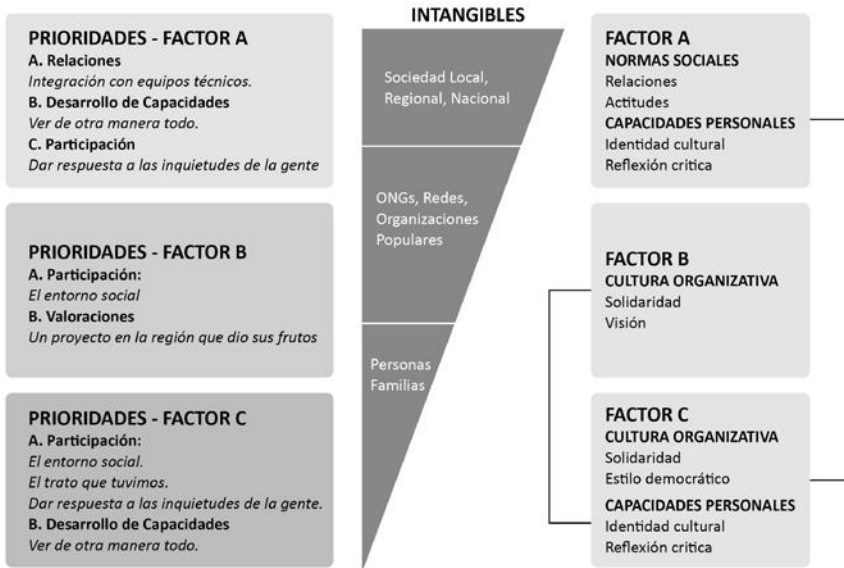 INTANGIBLES
PRIORIDADES - FACTOR A
A. Relaciones
Integración con equipos técnicos.
B. Desarrollo de Capacidades
Ver de otra manera todo.
C. Participación
Dar respuesta a las inquietudes de la gente
PRIORIDADES - FACTOR B
A. Participación:
El entorno social
B. Valoraciones
Un proyecto en la región que dio sus frutos
PRIORIDADES - FACTOR C
A. Participación:
El entorno social.
El trato que tuvimos.
Dar respuesta a las inquietudes de la gente.
B. Desarrollo de Capacidades
Ver de otra manera todo.
Sociedad Local,
Regional, Nacional
ONGs, Redes,
Organizaciones
Populares
Personas
Familias
FACTOR A
NORMAS SOCIALES
Relaciones
Actitudes
CAPACIDADES PERSONALES
Identidad cultural
Reflexión critica
FACTOR B
CULTURA ORGANIZATIVA
Solidaridad
Visión
FACTOR C
CULTURA ORGANIZATIVA
Solidaridad
Estilo democrático
CAPACIDADES PERSONALES
Identidad cultural
Reflexión critica